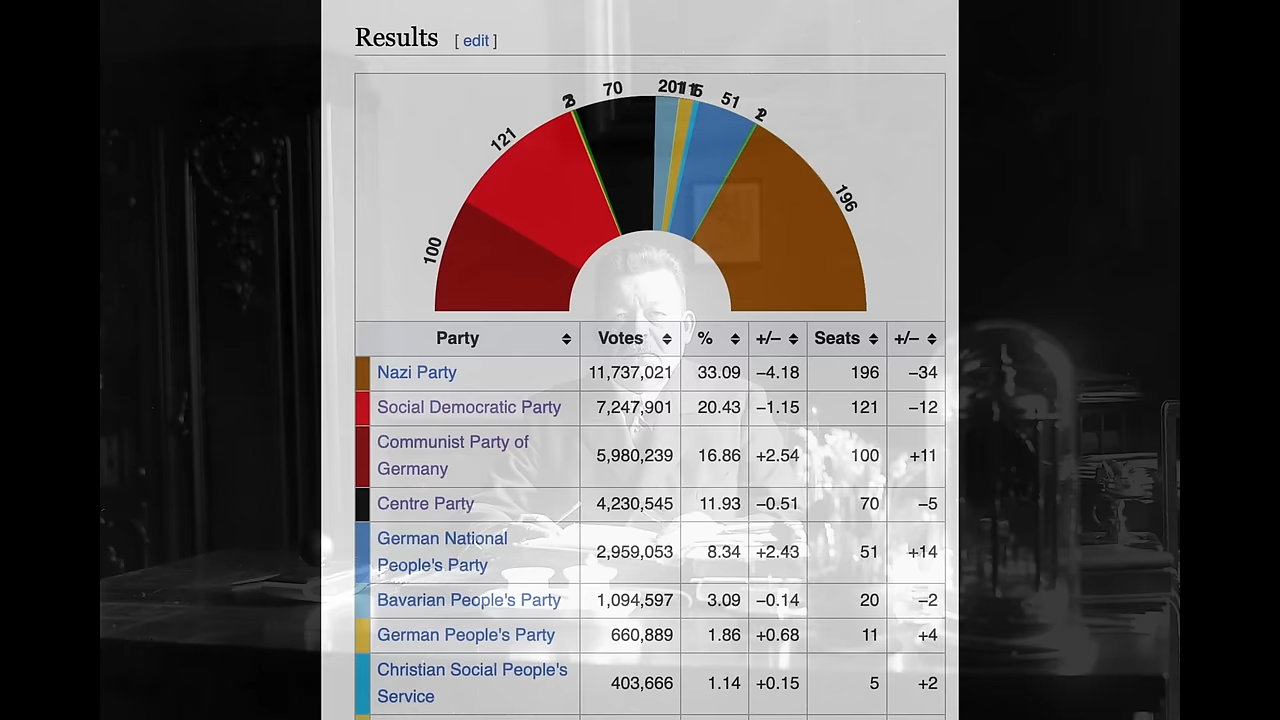 Results [ edit ]
100
121
70
20
51
196
Party Votes % +/– Seats +/–
Nazi Party 11,737,021 33.09 –4.18 196 –34
Social Democratic Party 7,247,901 20.43 –1.15 121 –12
Communist Party of
Germany 5,980,239 16.86 +2.54 100 +11
Centre Party 4,230,545 11.93 –0.51 70 –5
German National
People's Party 2,959,053 8.34 +2.43 51 +14
Bavarian People's Party 1,094,597 3.09 –0.14 20 –2
German People's Party 660,889 1.86 +0.68 11 +4
Christian Social People's
Service 403,666 1.14 +0.15 5 +2